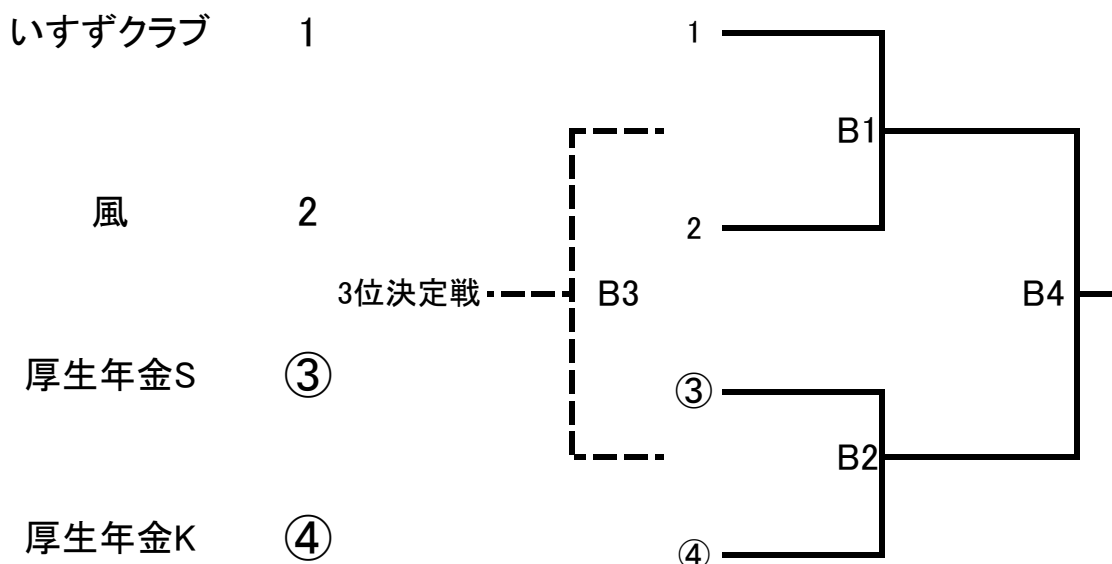 いすずクラブ 1 1
B1
風 2 2
3位決定戦 B3 B4
厚生年金S ③ ③
B2
厚生年金K ④ ④